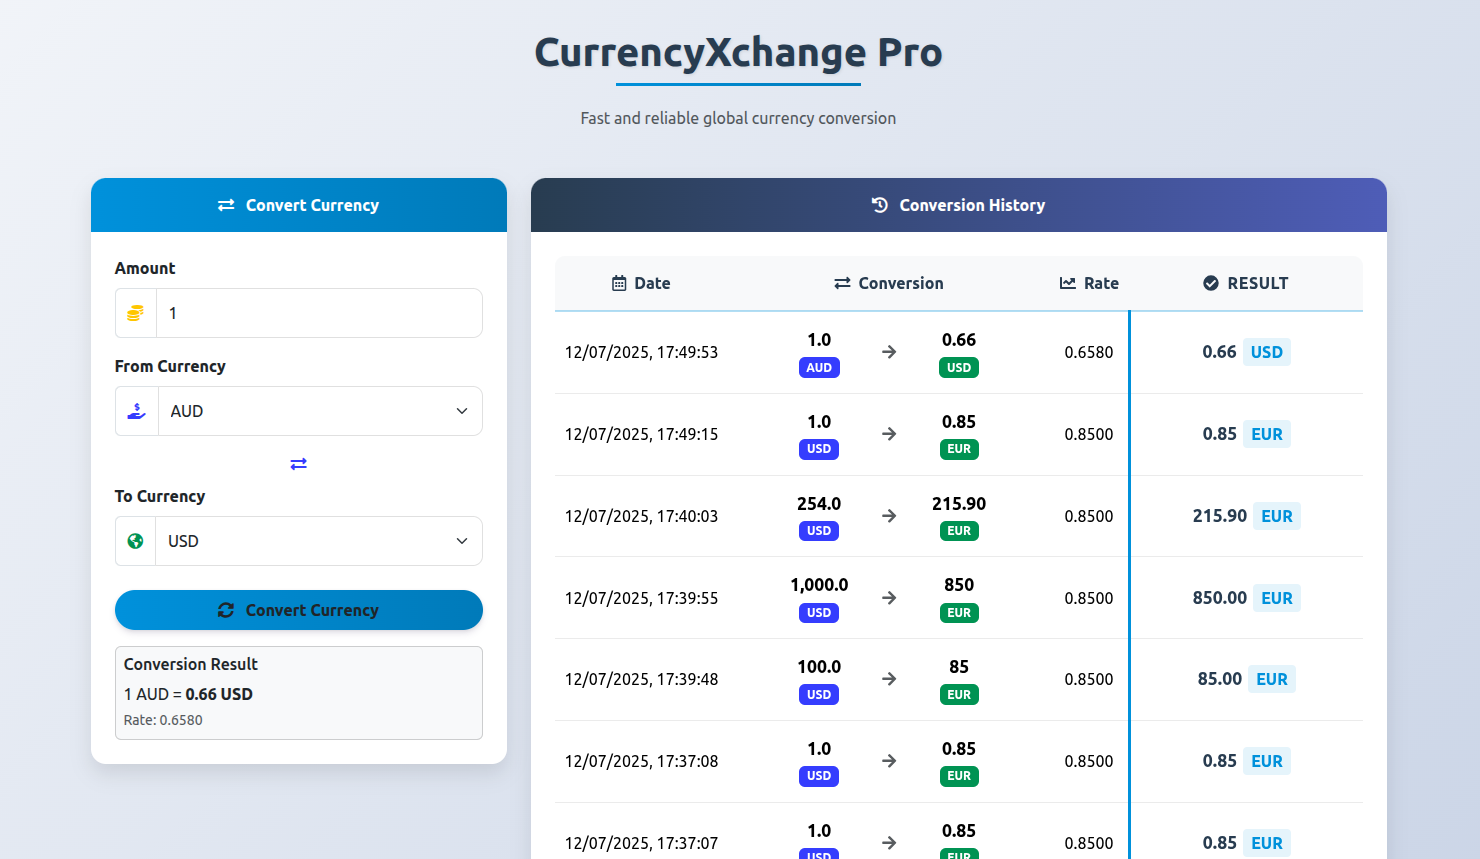 CurrencyXchange Pro
Fast and reliable global currency conversion
Convert Currency
Amount
1
From Currency
AUD
To Currency
USD
Convert Currency
Conversion Result
1 AUD = 0.66 USD
Rate: 0.6580
Conversion History
Date Conversion Rate RESULT
12/07/2025, 17:49:53 1.0 AUD → 0.66 USD 0.6580 0.66 USD
12/07/2025, 17:49:15 1.0 USD → 0.85 EUR 0.8500 0.85 EUR
12/07/2025, 17:40:03 254.0 USD → 215.90 EUR 0.8500 215.90 EUR
12/07/2025, 17:39:55 1,000.0 USD → 850 EUR 0.8500 850.00 EUR
12/07/2025, 17:39:48 100.0 USD → 85 EUR 0.8500 85.00 EUR
12/07/2025, 17:37:08 1.0 USD → 0.85 EUR 0.8500 0.85 EUR
12/07/2025, 17:37:07 1.0 USD → 0.85 EUR 0.8500 0.85 EUR